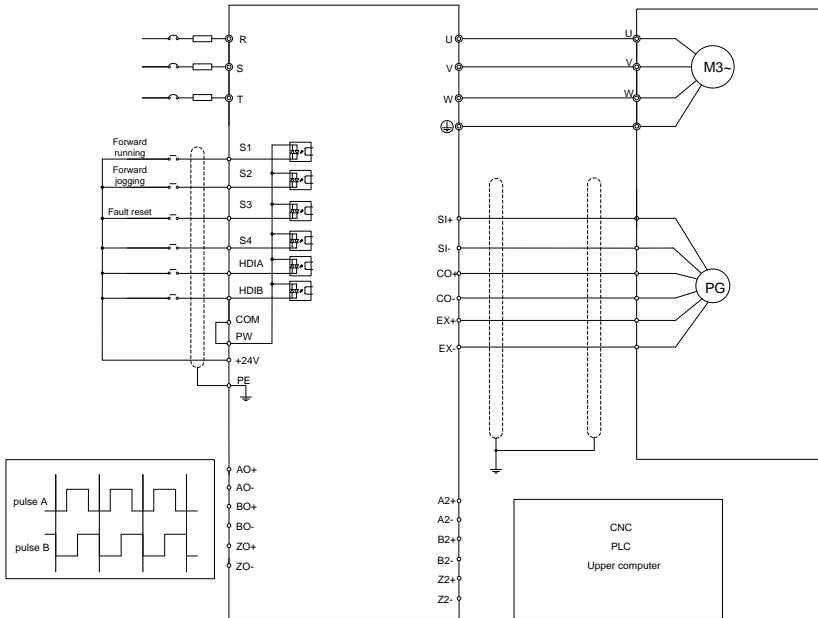 R
S
T
Forward
running
Forward
jogging
Fault reset
S1
S2
S3
S4
HDIA
HDIB
COM
PW
+24V
PE
U
V
W
U
V
W
M3~
SI+
SI-
CO+
CO-
EX+
EX-
PG
pulse A
pulse B
AO+
AO-
BO+
BO-
ZO+
ZO-
A2+
A2-
B2+
B2-
Z2+
Z2-
CNC
PLC
Upper computer